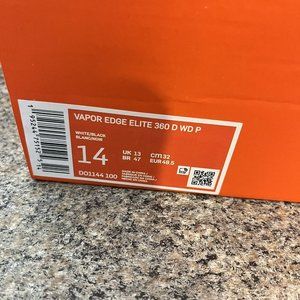 VAPOR EDGE ELITE 360 D WD P
WHITE/BLACK
BLANC/NOIR
14
UK 13
cm 32
BR 47
EUR 48.5
DO1144 100